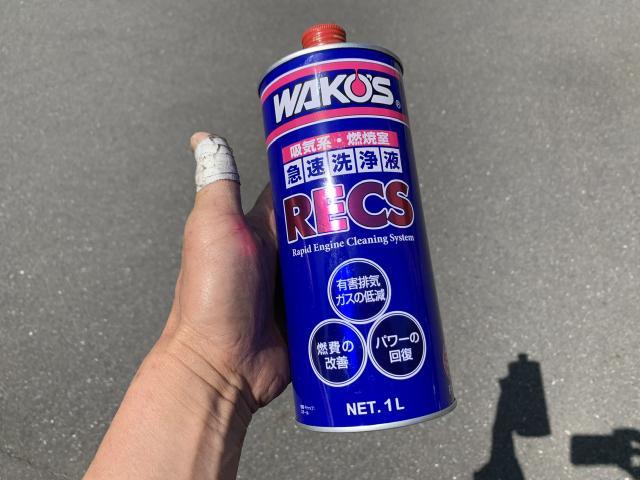 WAKO'S®
吸気系・燃焼室
急速洗浄液
RECS
Rapid Engine Cleaning System
有害排気
ガスの低減
燃費の
改善
パワーの
回復
NET. 1L